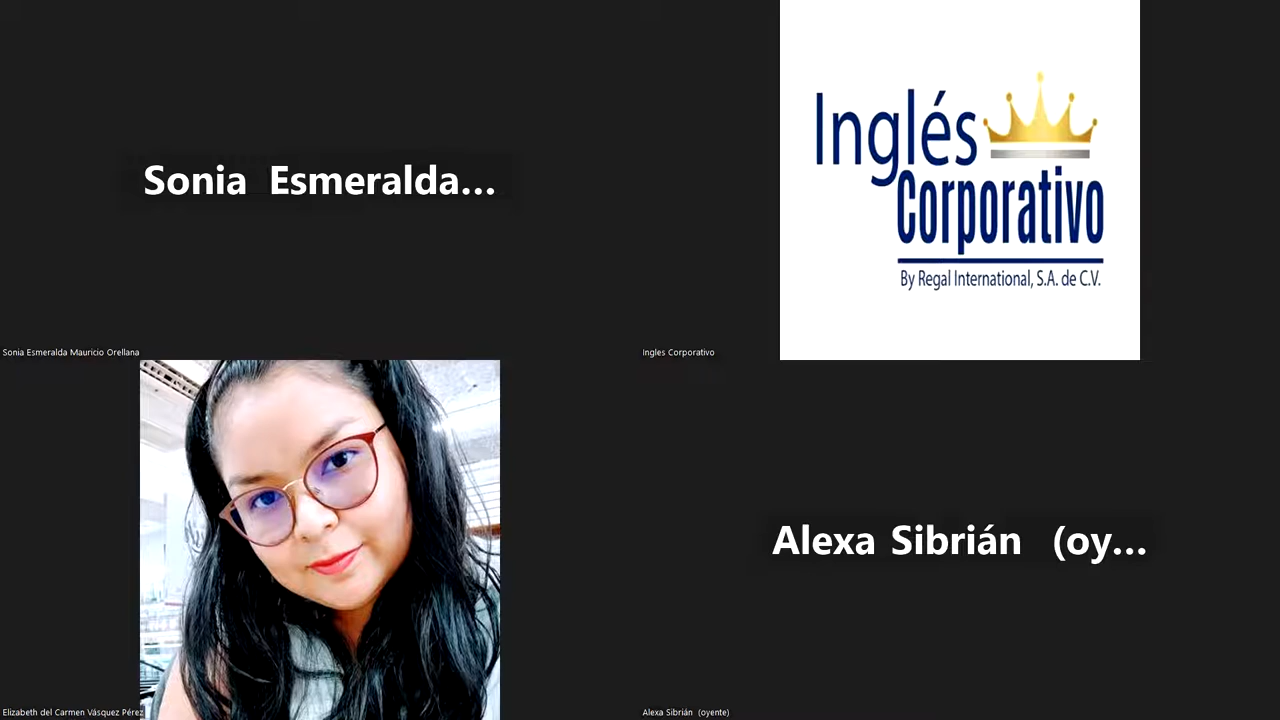 Sonia Esmeralda...
Inglés
Corporativo
By Regal International, S.A. de C.V.
Sonia Esmeralda Mauricio Orellana
Ingles Corporativo
Alexa Sibrián (oy...
Elizabeth del Carmen Vásquez Pérez
Alexa Sibrián (oyente)